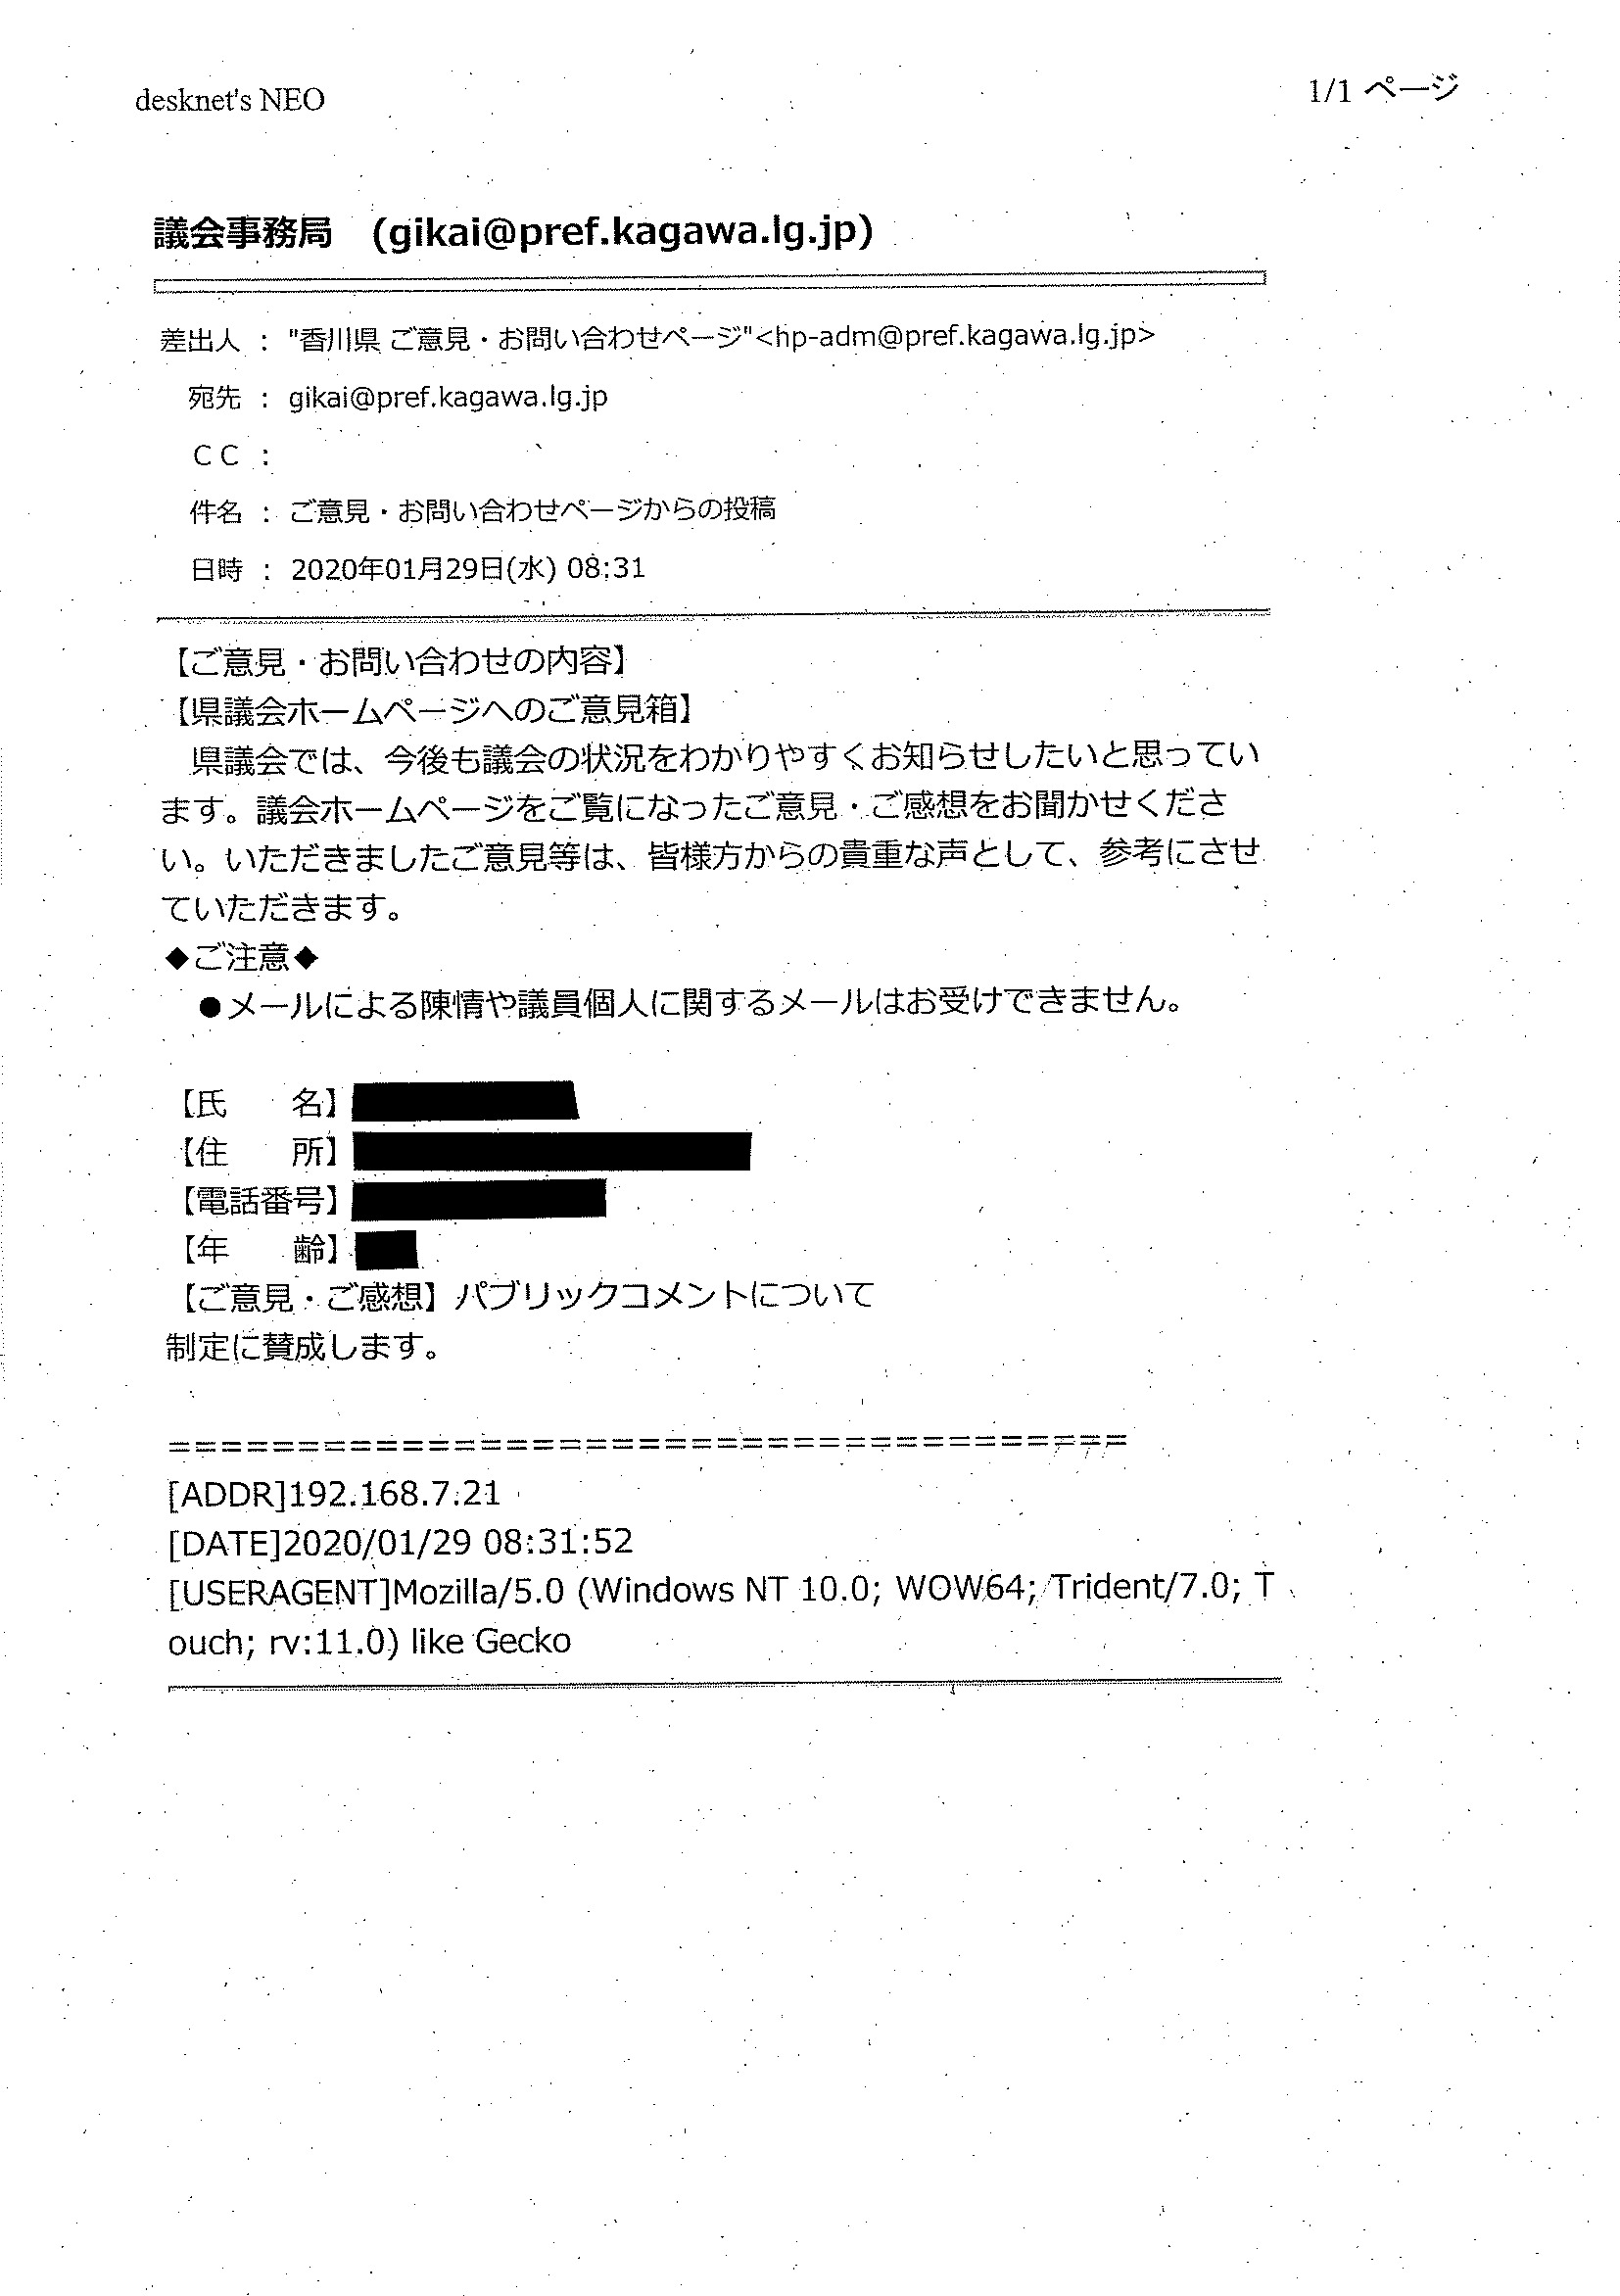 desknet's NEO
1/1 ページ
議会事務局 (gikai@pref.kagawa.lg.jp)
差出人 : "香川県 ご意見・お問い合わせページ"<hp-adm@pref.kagawa.lg.jp>
宛先 : gikai@pref.kagawa.lg.jp
CC :
件名 : ご意見・お問い合わせページからの投稿
日時 : 2020年01月29日(水) 08:31
【ご意見・お問い合わせの内容】
【県議会ホームページへのご意見箱】
県議会では、今後も議会の状況をわかりやすくお知らせしたいと思ってい
ます。議会ホームページをご覧になったご意見・ご感想をお聞かせくださ
い。いただきましたご意見等は、皆様方からの貴重な声として、参考にさせ
ていただきます。
◆ご注意◆
●メールによる陳情や議員個人に関するメールはお受けできません。
【氏　　名】
【住　　所】
【電話番号】
【年　　齢】
【ご意見・ご感想】パブリックコメントについて
制定に賛成します。
=====================================
[ADDR]192.168.7.21
[DATE]2020/01/29 08:31:52
[USERAGENT]Mozilla/5.0 (Windows NT 10.0; WOW64; Trident/7.0; T
ouch; rv:11.0) like Gecko